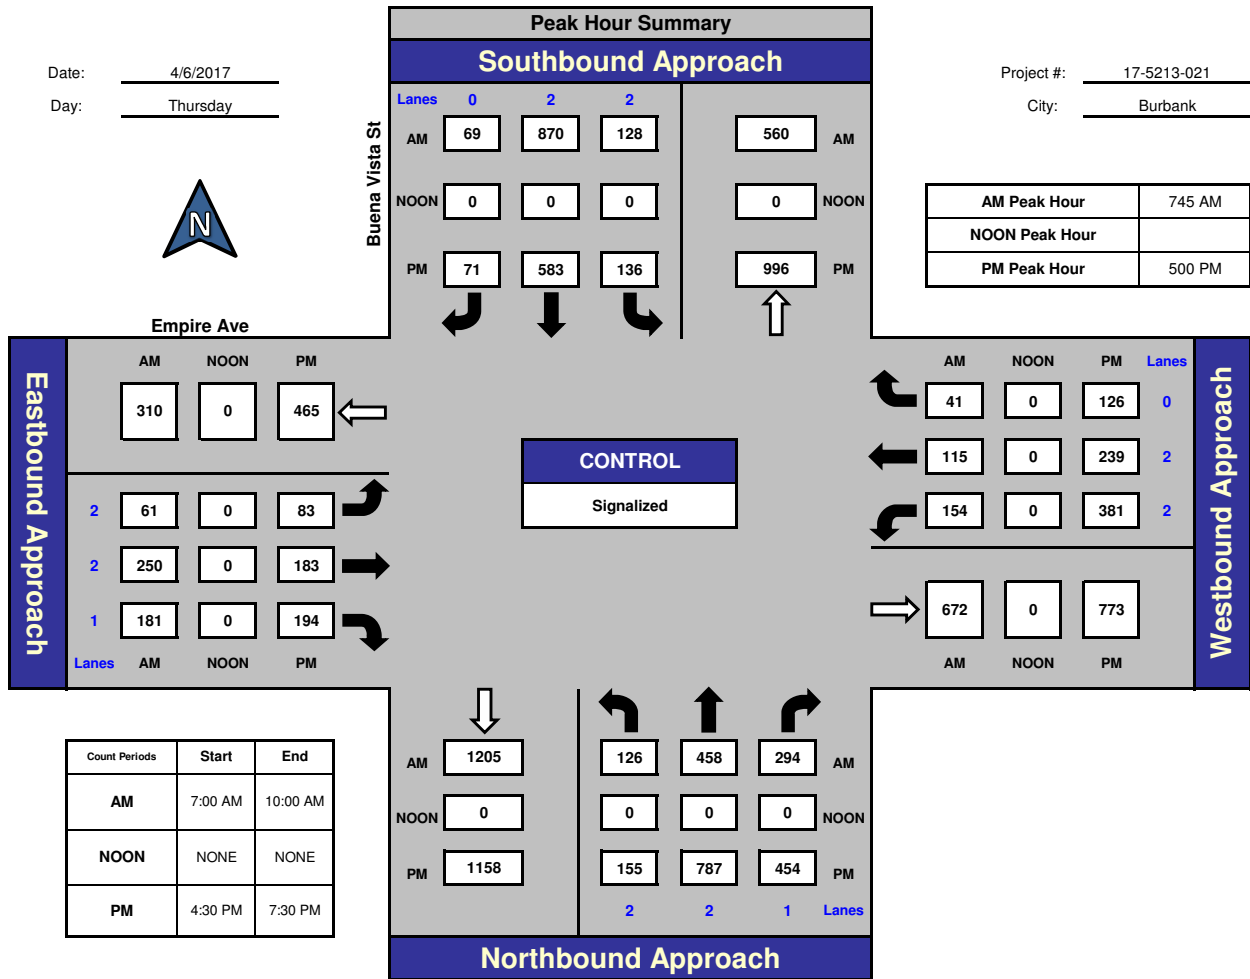 Peak Hour Summary
Southbound Approach
Date: 4/6/2017
Day: Thursday
Project #: 17-5213-021
City: Burbank
Buena Vista St
Lanes 0 2 2
AM 69 870 128 560 AM
NOON 0 0 0 0 NOON
PM 71 583 136 996 PM
N
AM Peak Hour 745 AM
NOON Peak Hour
PM Peak Hour 500 PM
Empire Ave
Eastbound Approach
AM NOON PM
310 0 465
2 61 0 83
2 250 0 183
1 181 0 194
Lanes AM NOON PM
CONTROL
Signalized
AM NOON PM Lanes
41 0 126 0
115 0 239 2
154 0 381 2
672 0 773
AM NOON PM
Westbound Approach
Count Periods Start End
AM 7:00 AM 10:00 AM
NOON NONE NONE
PM 4:30 PM 7:30 PM
AM 1205 126 458 294 AM
NOON 0 0 0 0 NOON
PM 1158 155 787 454 PM
2 2 1 Lanes
Northbound Approach